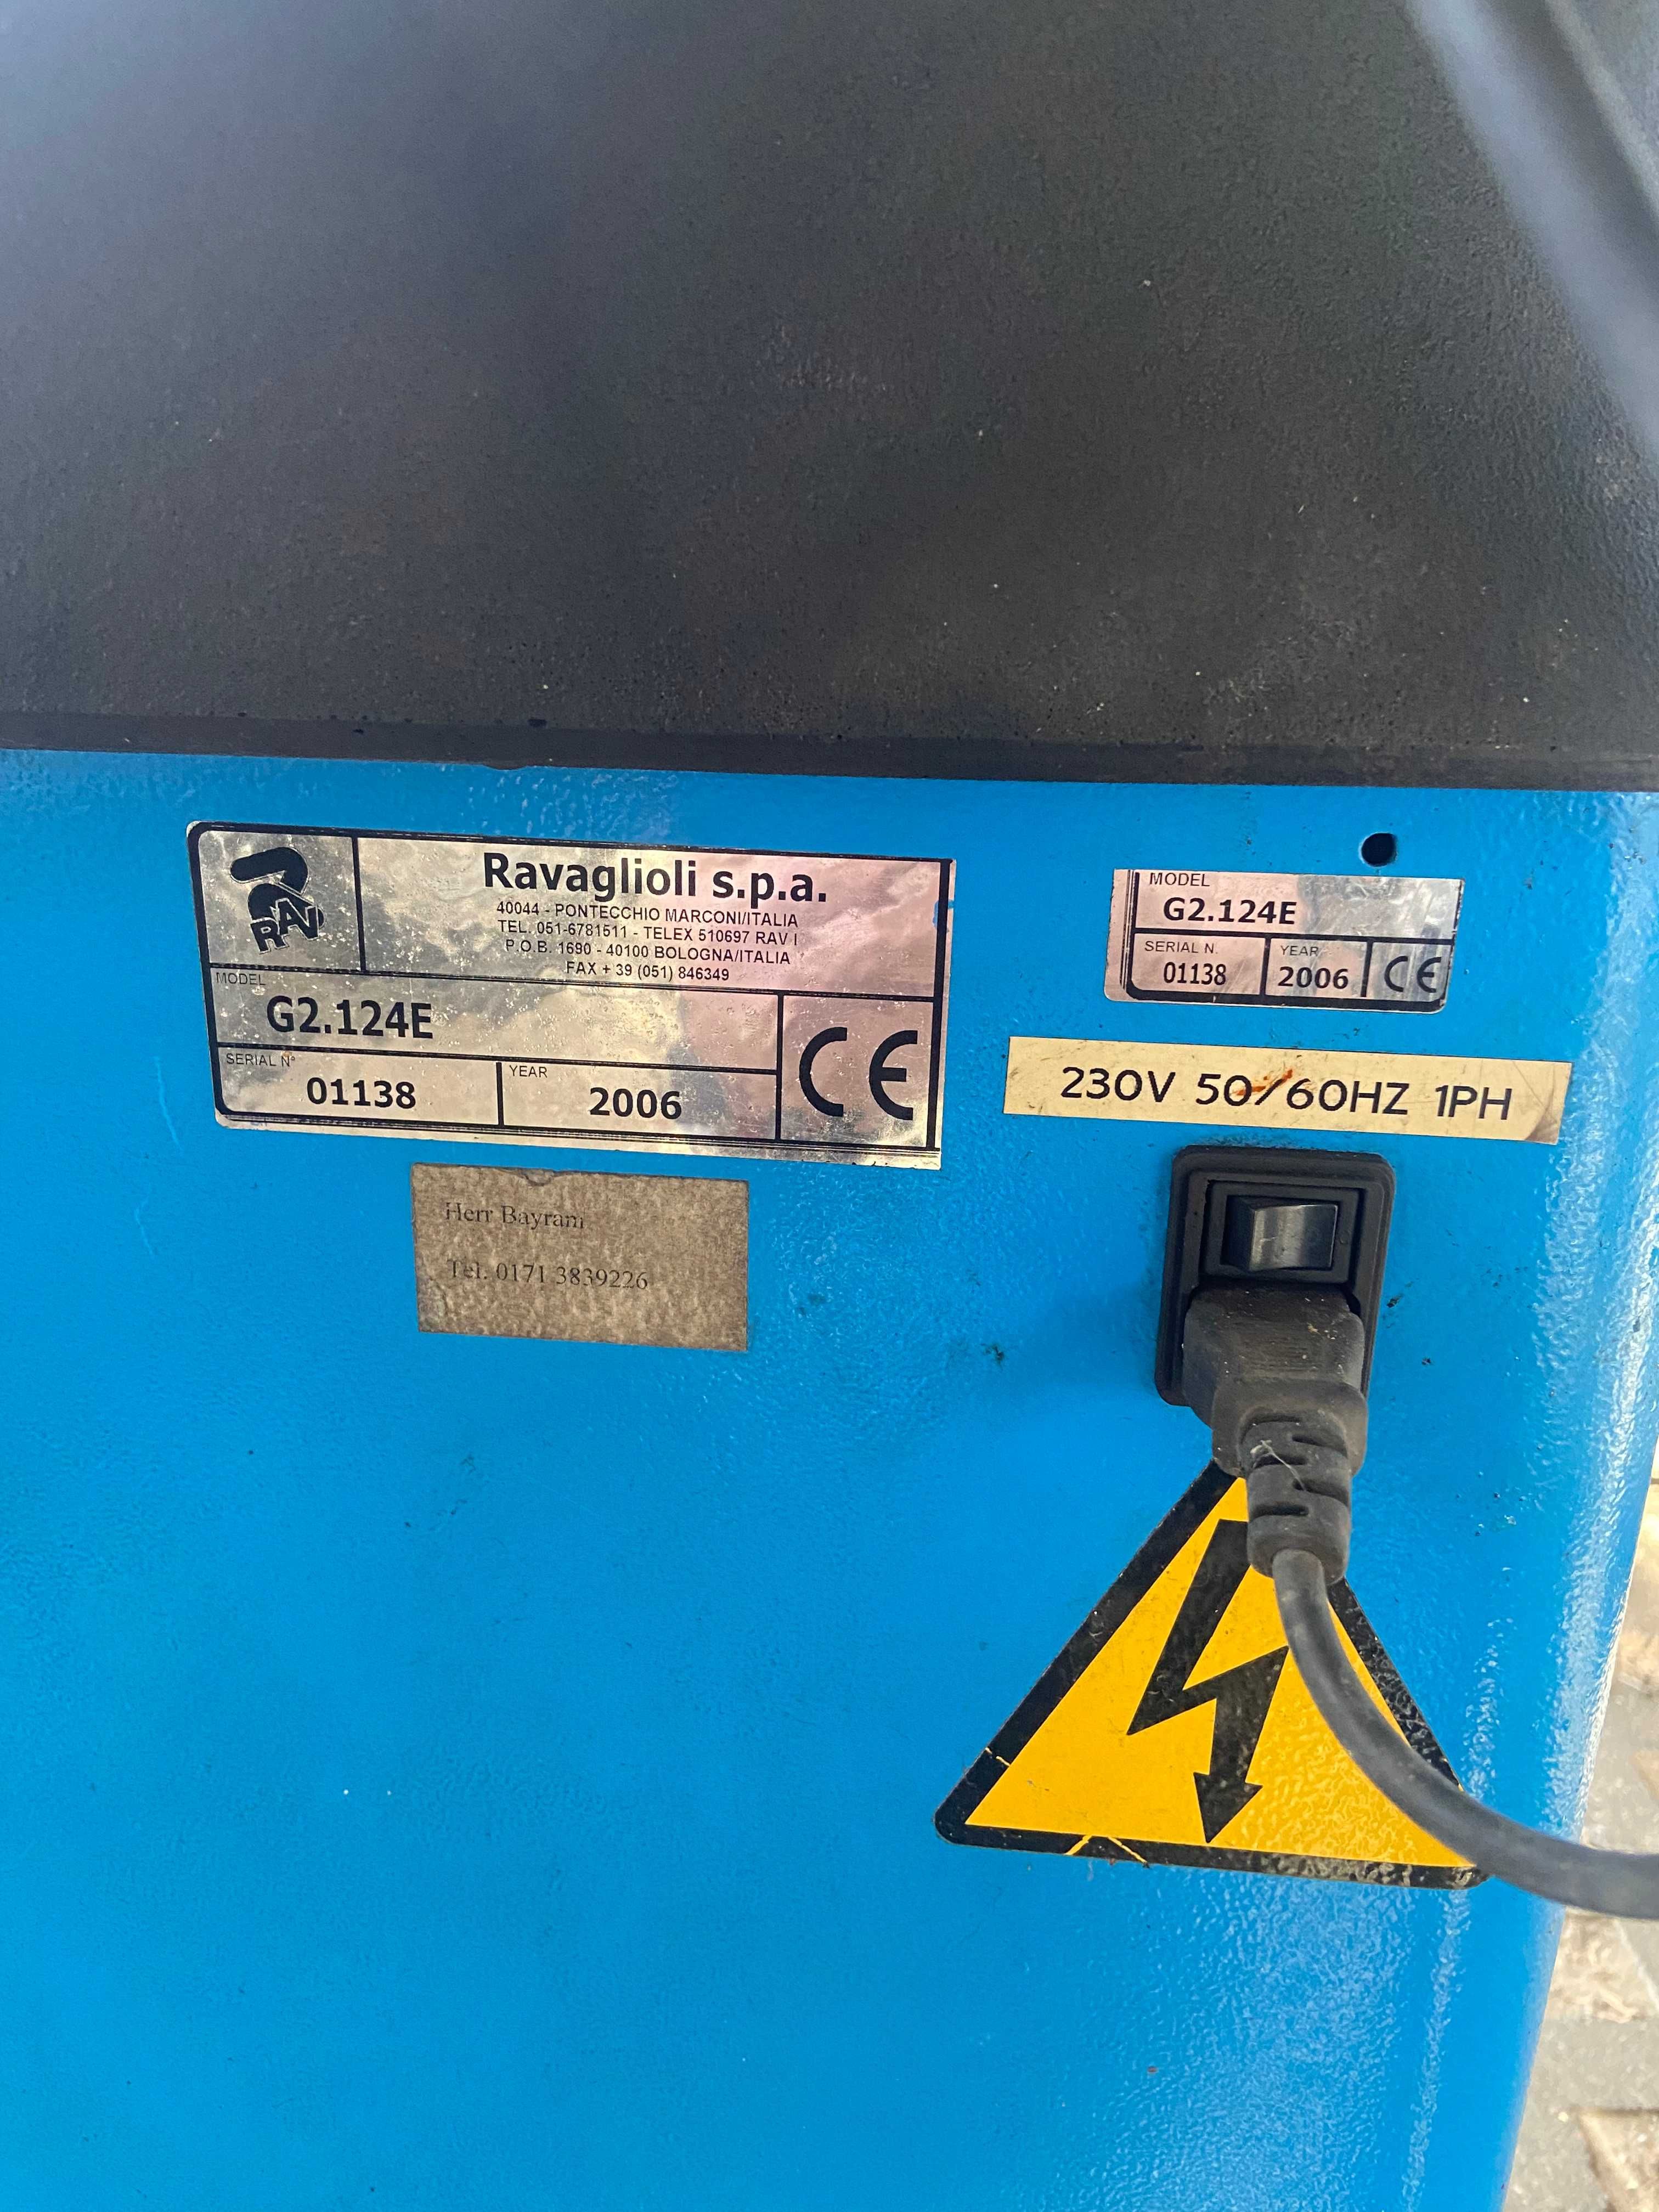 RAV
Ravaglioli s.p.a.
40044 - PONTECCHIO MARCONI/ITALIA
TEL. 051-6781511 - TELEX 510697 RAV I
P.O.B. 1690 - 40100 BOLOGNA/ITALIA
FAX + 39 (051) 846349
MODEL
G2.124E
SERIAL N°
01138
YEAR
2006
CE
MODEL
G2.124E
SERIAL N.
01138
YEAR
2006
CE
230V 50/60HZ 1PH
Herr Bayram
Tel. 0171 3839226